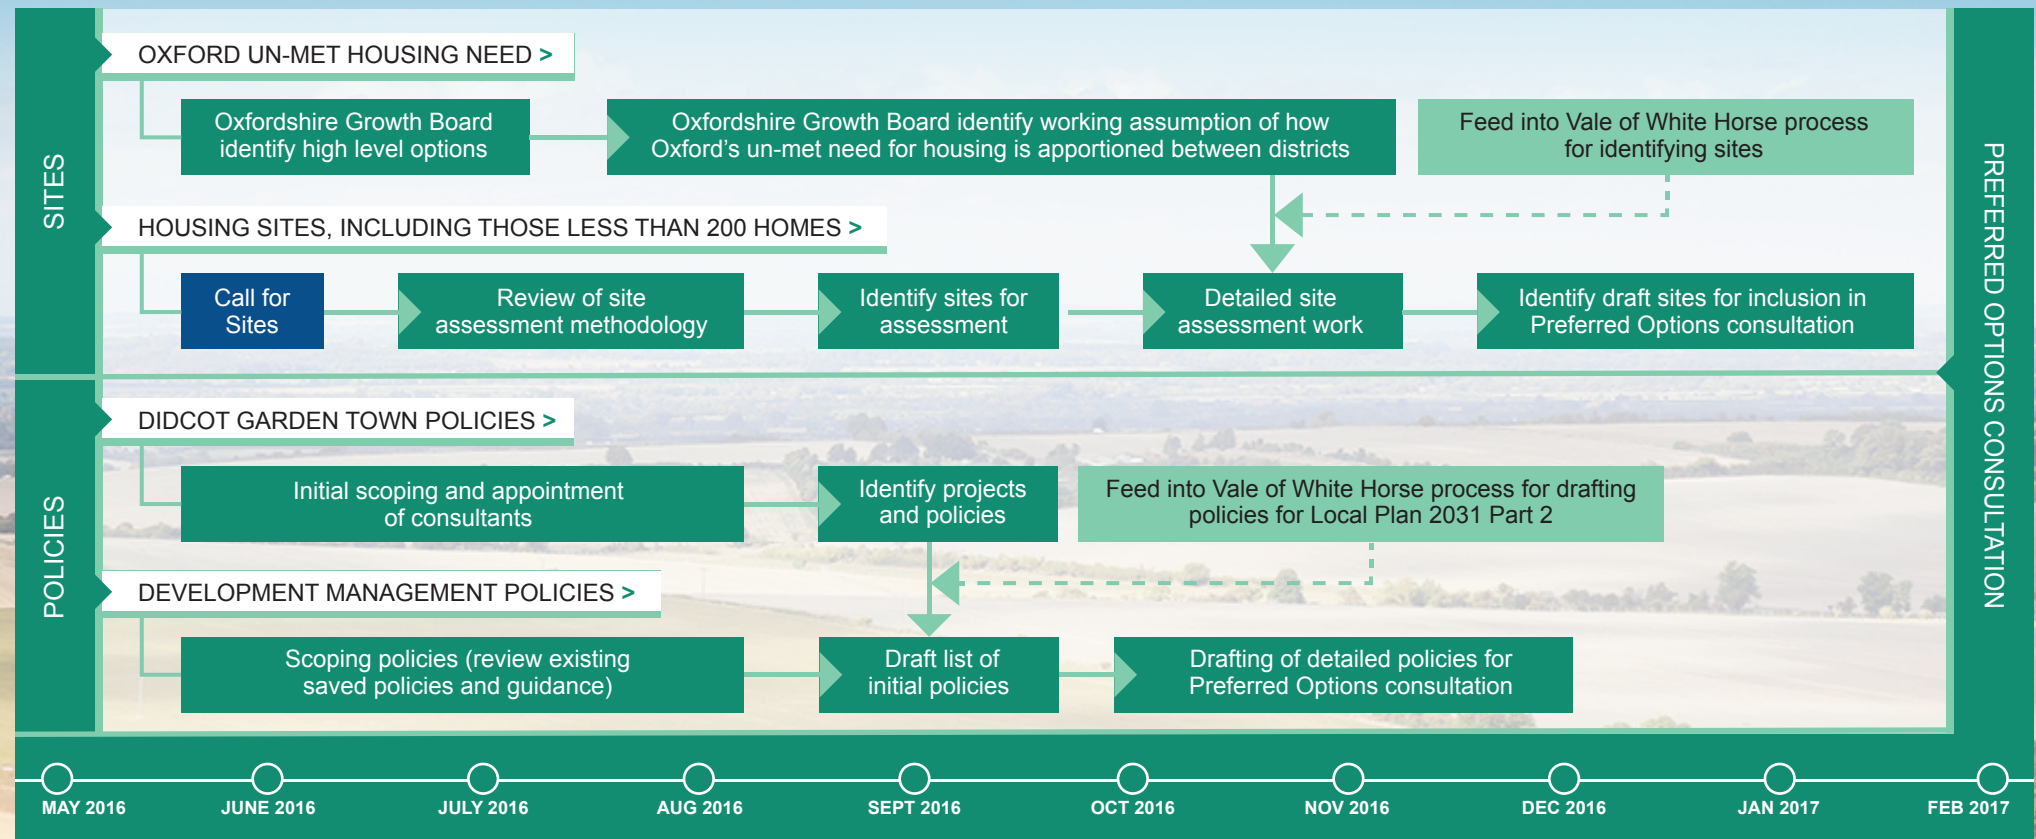 SITES
OXFORD UN-MET HOUSING NEED >
Oxfordshire Growth Board
identify high level options
Oxfordshire Growth Board identify working assumption of how
Oxford's un-met need for housing is apportioned between districts
Feed into Vale of White Horse process
for identifying sites
HOUSING SITES, INCLUDING THOSE LESS THAN 200 HOMES >
Call for
Sites
Review of site
assessment methodology
Identify sites for
assessment
Detailed site
assessment work
Identify draft sites for inclusion in
Preferred Options consultation
POLICIES
DIDCOT GARDEN TOWN POLICIES >
Initial scoping and appointment
of consultants
Identify projects
and policies
Feed into Vale of White Horse process for drafting
policies for Local Plan 2031 Part 2
DEVELOPMENT MANAGEMENT POLICIES >
Scoping policies (review existing
saved policies and guidance)
Draft list of
initial policies
Drafting of detailed policies for
Preferred Options consultation
PREFERRED OPTIONS CONSULTATION
MAY 2016
JUNE 2016
JULY 2016
AUG 2016
SEPT 2016
OCT 2016
NOV 2016
DEC 2016
JAN 2017
FEB 2017